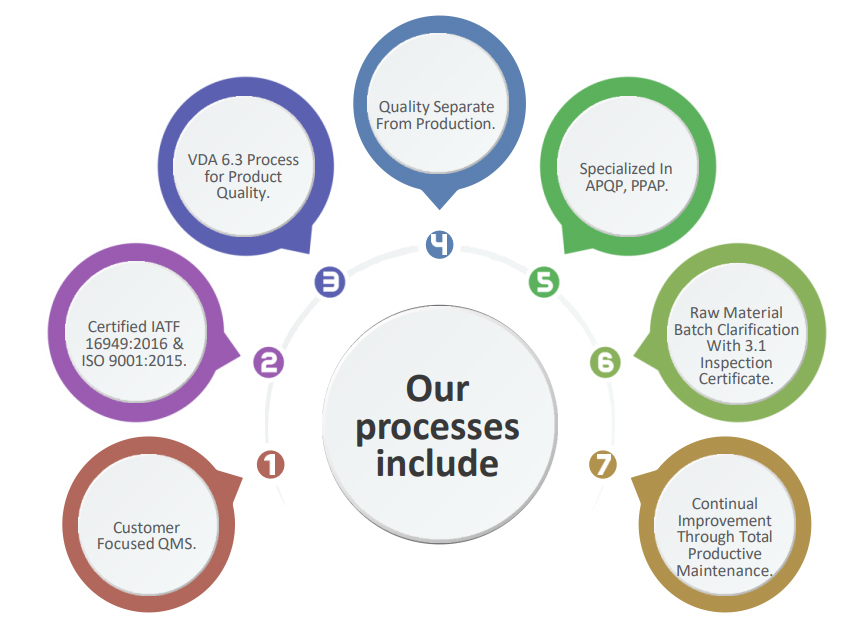 Our
processes
include
1
Customer
Focused QMS.
2
Certified IATF
16949:2016 &
ISO 9001:2015.
3
VDA 6.3 Process
for Product
Quality.
4
Quality Separate
From Production.
5
Specialized In
APQP, PPAP.
6
Raw Material
Batch Clarification
With 3.1
Inspection
Certificate.
7
Continual
Improvement
Through Total
Productive
Maintenance.